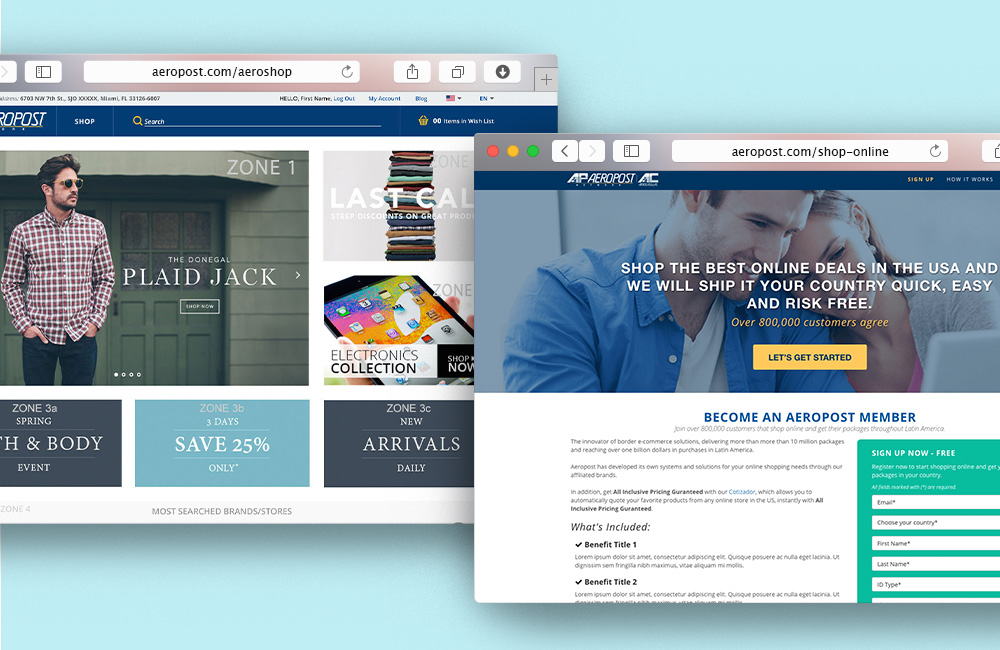 aeropost.com/aeroshop
6703 NW 7th St., SJO XXXXX, Miami, FL 33126-6007
HELLO, First Name, Log Out
My Account
Blog
EN
SHOP
Search
00 Items in Wish List
ZONE 1
THE DONEGAL
PLAID JACK
SHOP NOW
ZONE
LAST CAL
STEEP DISCOUNTS ON GREAT PROD
ZONE
ELECTRONICS
COLLECTION
SHOP
NOW
ZONE 3a
SPRING
TH & BODY
EVENT
ZONE 3b
3 DAYS
SAVE 25%
ONLY*
ZONE 3c
NEW
ARRIVALS
DAILY
ZONE 4
MOST SEARCHED BRANDS/STORES
aeropost.com/shop-online
AP AEROPOST AC
SIGN UP
HOW IT WORKS
SHOP THE BEST ONLINE DEALS IN THE USA AND
WE WILL SHIP IT YOUR COUNTRY QUICK, EASY
AND RISK FREE.
Over 800,000 customers agree
LET'S GET STARTED
BECOME AN AEROPOST MEMBER
Join over 800,000 customers that shop online and get their packages throughout Latin America.
The innovator of border e-commerce solutions, delivering more than more than 10 million packages
and reaching over one billion dollars in purchases in Latin America.
Aeropost has developed its own systems and solutions for your online shopping needs through our
affiliated brands.
In addition, get All Inclusive Pricing Guranteed with our Cotizador, which allows you to
automatically quote your favorite products from any online store in the US, instantly with All
Inclusive Pricing Guranteed.
What's Included:
Benefit Title 1
Lorem ipsum dolor sit amet, consectetur adipiscing elit. Quisque posuere ac nulla eget lacinia. Ut
dignissim sem fringilla nibh maximus, vitae aliquam mi mollis.
Benefit Title 2
Lorem ipsum dolor sit amet, consectetur adipiscing elit. Quisque posuere ac nulla eget lacinia. Ut
dignissim sem fringilla nibh maximus, vitae aliquam mi mollis.
SIGN UP NOW - FREE
Register now to start shopping online and get y
packages in your country.
All fields marked with (*) are required.
Email*
Choose your country*
First Name*
Last Name*
ID Type*